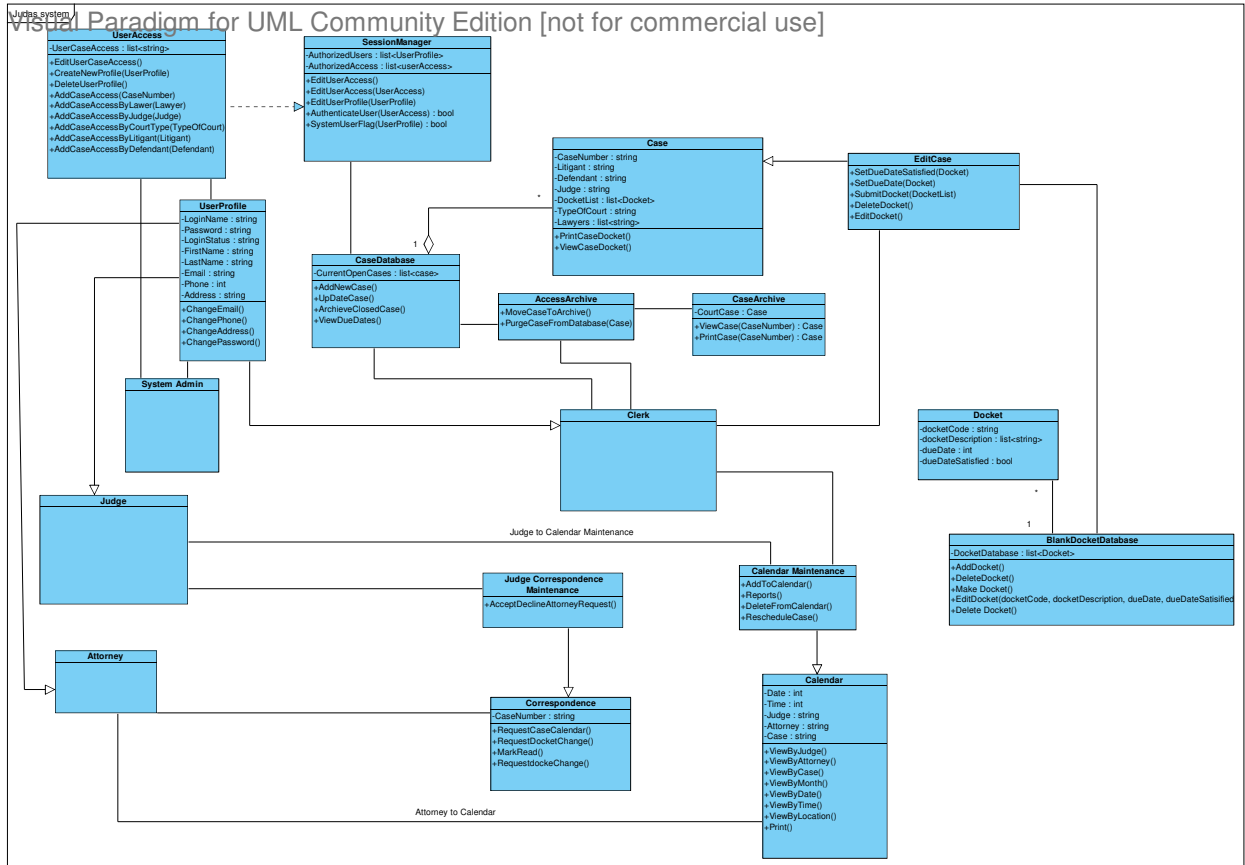 Judas system
Visual Paradigm for UML Community Edition [not for commercial use]
UserAccess
-UserCaseAccess : list<string>
+EditUserCaseAccess()
+CreateNewProfile(UserProfile)
+DeleteUserProfile()
+AddCaseAccess(CaseNumber)
+AddCaseAccessByLawer(Lawyer)
+AddCaseAccessByJudge(Judge)
+AddCaseAccessByCourtType(TypeOfCourt)
+AddCaseAccessByLitigant(Litigant)
+AddCaseAccessByDefendant(Defendant)
SessionManager
-AuthorizedUsers : list<UserProfile>
-AuthorizedAccess : list<userAccess>
+EditUserAccess()
+EditUserAccess(UserAccess)
+EditUserProfile(UserProfile)
+AuthenticateUser(UserAccess) : bool
+SystemUserFlag(UserProfile) : bool
Case
-CaseNumber : string
-Litigant : string
-Defendant : string
-Judge : string
-DocketList : list<Docket>
-TypeOfCourt : string
-Lawyers : list<string>
+PrintCaseDocket()
+ViewCaseDocket()
EditCase
+SetDueDateSatisfied(Docket)
+SetDueDate(Docket)
+SubmitDocket(DocketList)
+DeleteDocket()
+EditDocket()
*
1
UserProfile
-LoginName : string
-Password : string
-LoginStatus : string
-FirstName : string
-LastName : string
-Email : string
-Phone : int
-Address : string
+ChangeEmail()
+ChangePhone()
+ChangeAddress()
+ChangePassword()
CaseDatabase
-CurrentOpenCases : list<case>
+AddNewCase()
+UpDateCase()
+ArchieveClosedCase()
+ViewDueDates()
AccessArchive
+MoveCaseToArchive()
+PurgeCaseFromDatabase(Case)
CaseArchive
-CourtCase : Case
+ViewCase(CaseNumber) : Case
+PrintCase(CaseNumber) : Case
System Admin
Clerk
Docket
-docketCode : string
-docketDescription : list<string>
-dueDate : int
-dueDateSatisfied : bool
*
1
Judge
Judge to Calendar Maintenance
BlankDocketDatabase
-DocketDatabase : list<Docket>
+AddDocket()
+DeleteDocket()
+Make Docket()
+EditDocket(docketCode, docketDescription, dueDate, dueDateSatisified
+Delete Docket()
Judge Correspondence
Maintenance
+AcceptDeclineAttorneyRequest()
Calendar Maintenance
+AddToCalendar()
+Reports()
+DeleteFromCalendar()
+RescheduleCase()
Attorney
Correspondence
-CaseNumber : string
+RequestCaseCalendar()
+RequestDocketChange()
+MarkRead()
+RequestdockeChange()
Calendar
-Date : int
-Time : int
-Judge : string
-Attorney : string
-Case : string
+ViewByJudge()
+ViewByAttorney()
+ViewByCase()
+ViewByMonth()
+ViewByDate()
+ViewByTime()
+ViewByLocation()
+Print()
Attorney to Calendar